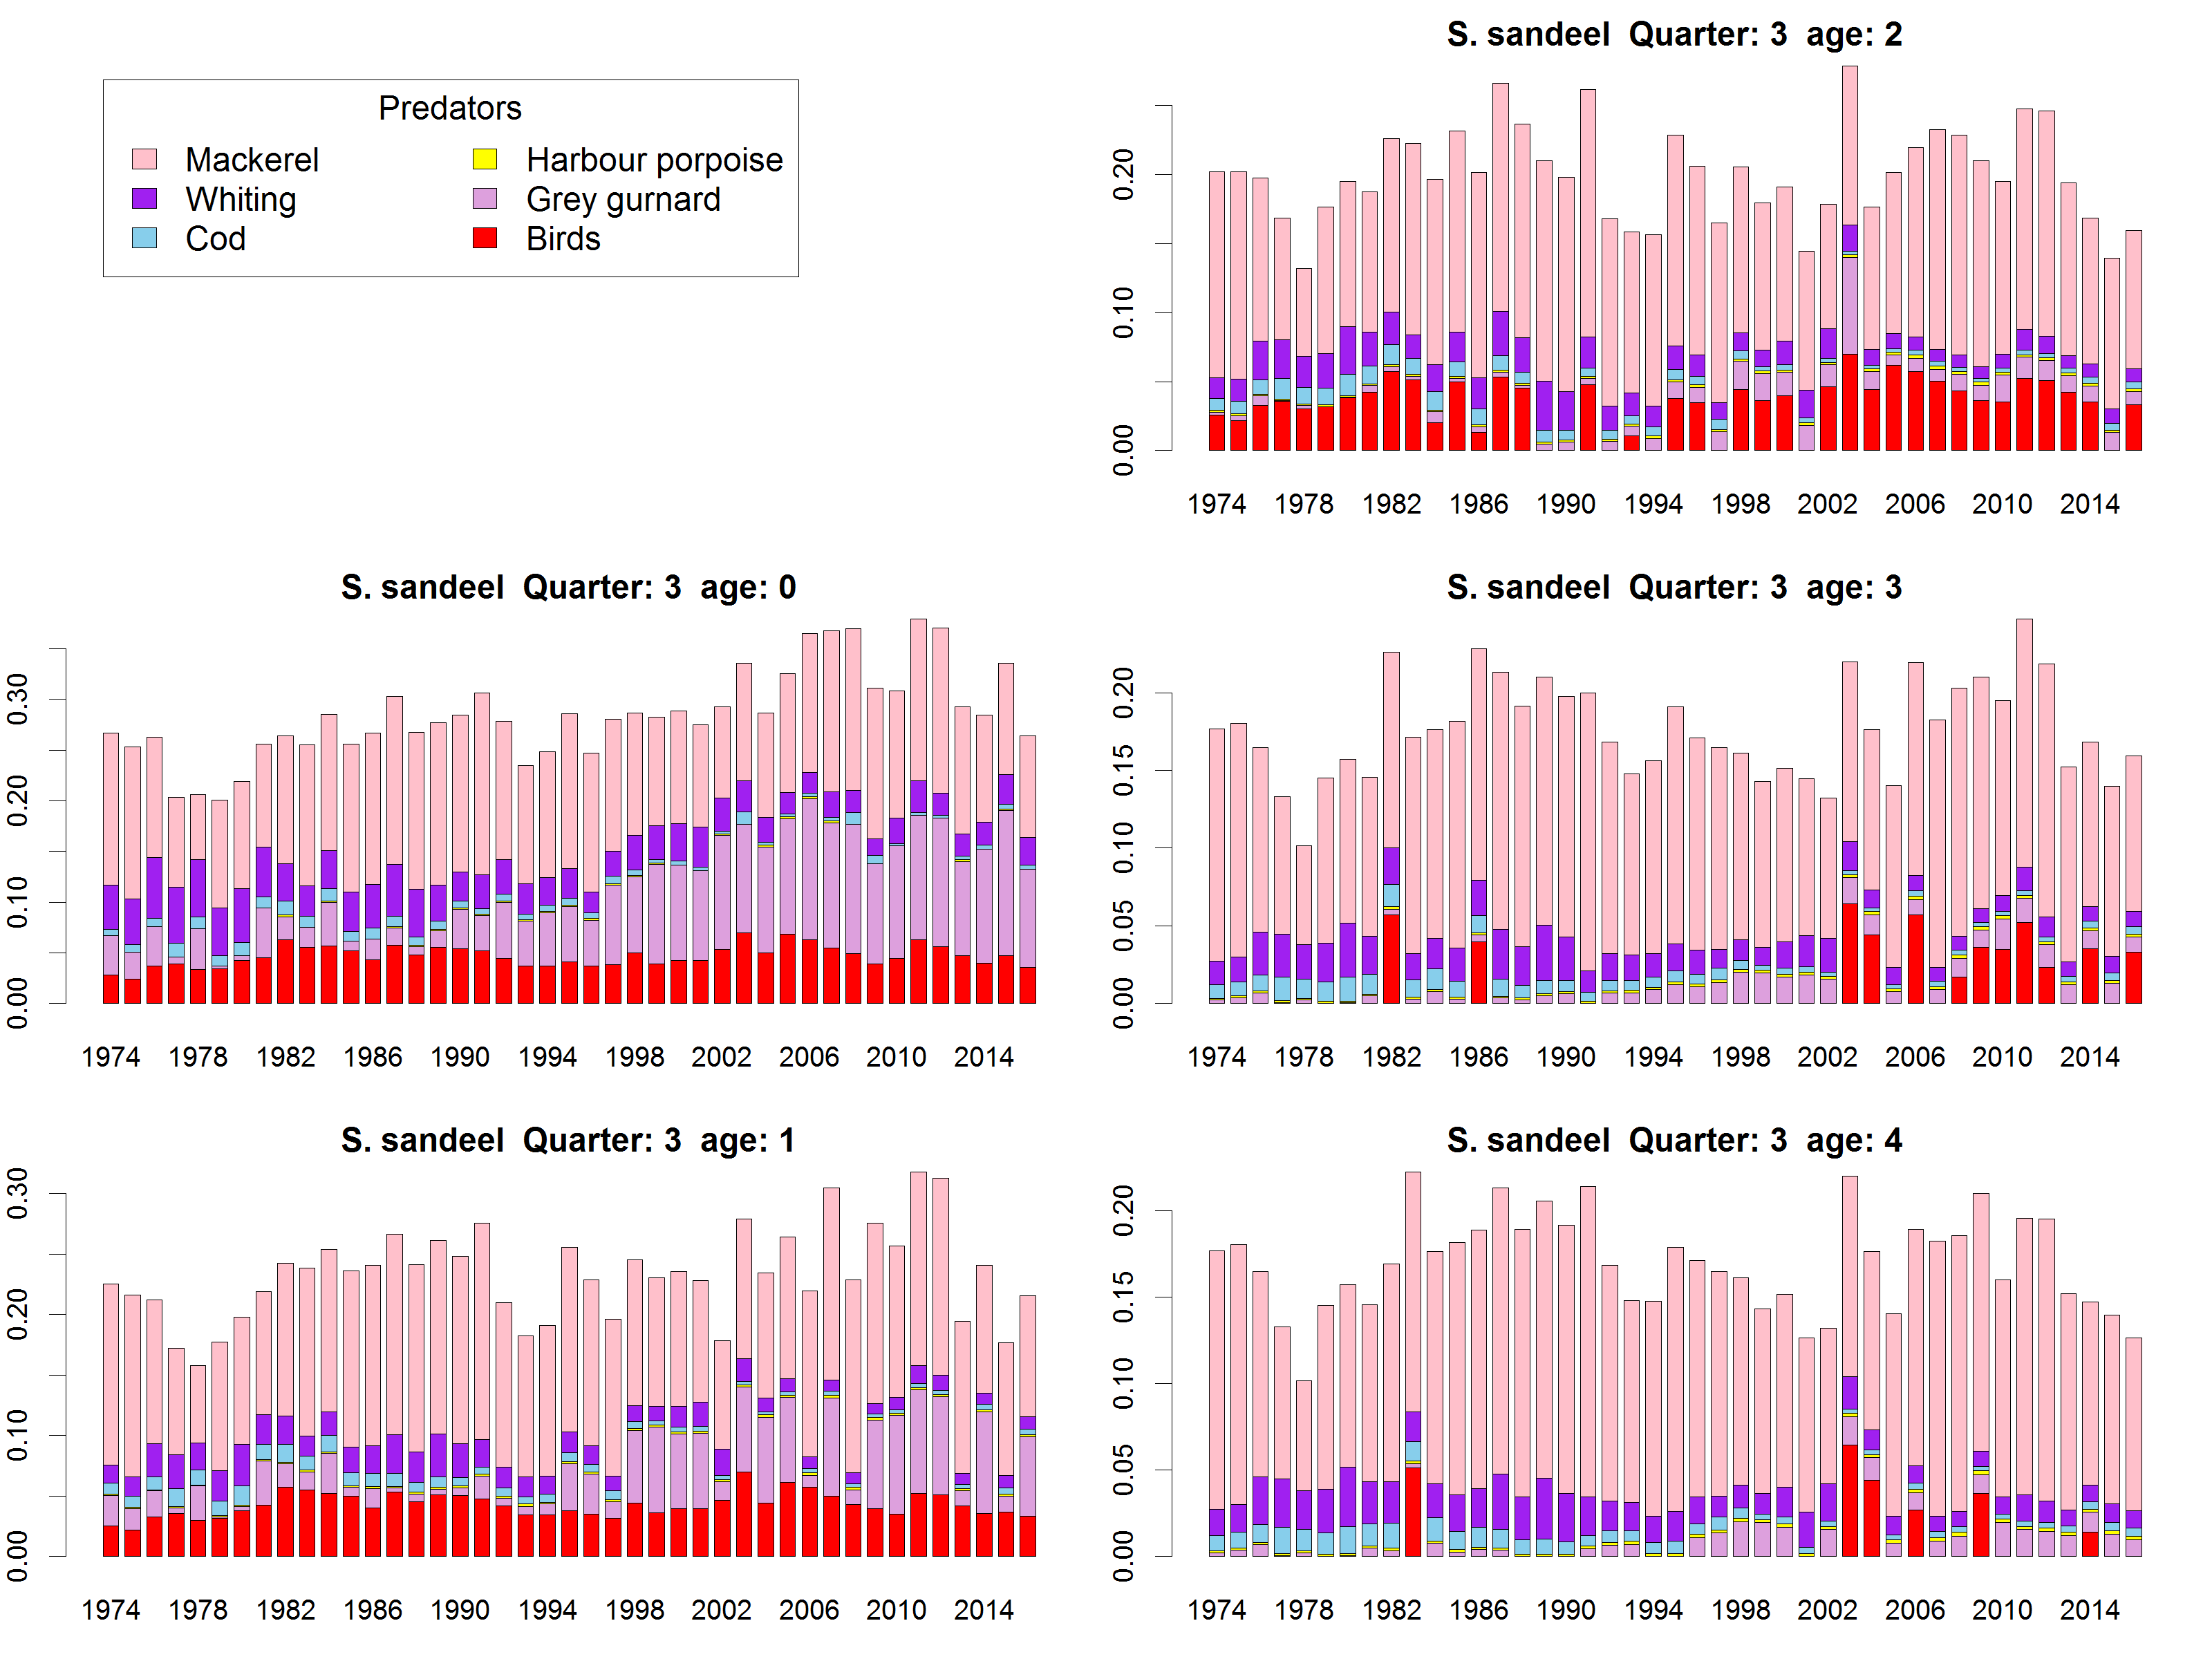 Predators
Mackerel Harbour porpoise
Whiting Grey gurnard
Cod Birds
S. sandeel Quarter: 3 age: 2
0.00 0.10 0.20
1974 1978 1982 1986 1990 1994 1998 2002 2006 2010 2014
S. sandeel Quarter: 3 age: 0
0.00 0.10 0.20 0.30
1974 1978 1982 1986 1990 1994 1998 2002 2006 2010 2014
S. sandeel Quarter: 3 age: 3
0.00 0.05 0.10 0.15 0.20
1974 1978 1982 1986 1990 1994 1998 2002 2006 2010 2014
S. sandeel Quarter: 3 age: 1
0.00 0.10 0.20 0.30
1974 1978 1982 1986 1990 1994 1998 2002 2006 2010 2014
S. sandeel Quarter: 3 age: 4
0.00 0.05 0.10 0.15 0.20
1974 1978 1982 1986 1990 1994 1998 2002 2006 2010 2014